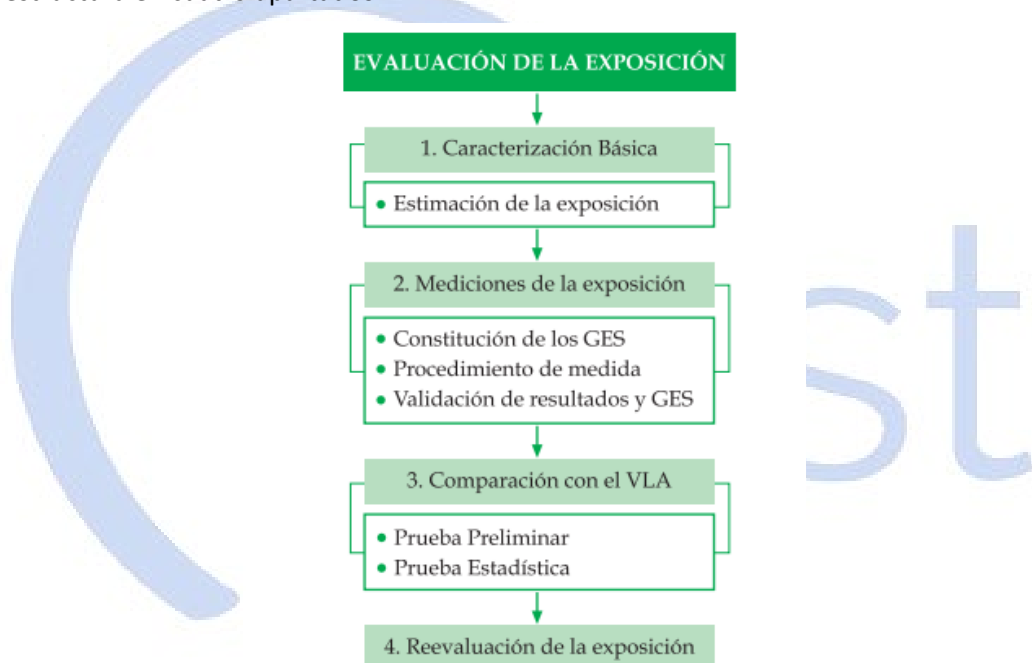 EVALUACIÓN DE LA EXPOSICIÓN
1. Caracterización Básica
• Estimación de la exposición
2. Mediciones de la exposición
• Constitución de los GES
• Procedimiento de medida
• Validación de resultados y GES
3. Comparación con el VLA
• Prueba Preliminar
• Prueba Estadística
4. Reevaluación de la exposición
st